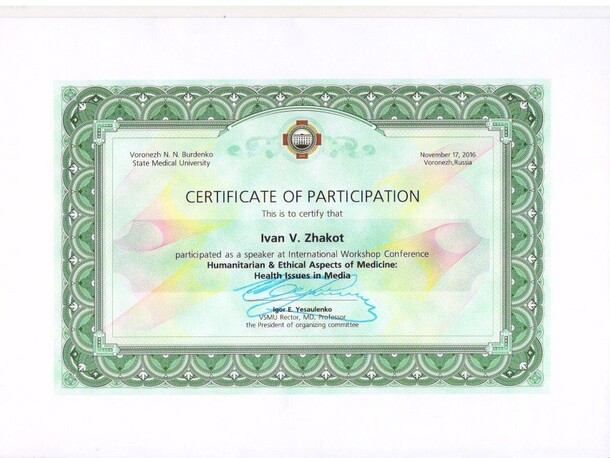 Voronezh N. N. Burdenko
State Medical University
November 17, 2016
Voronezh,Russia
CERTIFICATE OF PARTICIPATION
This is to certify that
Ivan V. Zhakot
participated as a speaker at International Workshop Conference
Humanitarian & Ethical Aspects of Medicine:
Health Issues in Media
Igor E. Yesaulenko
VSMU Rector, MD, Professor
the President of organizing committee